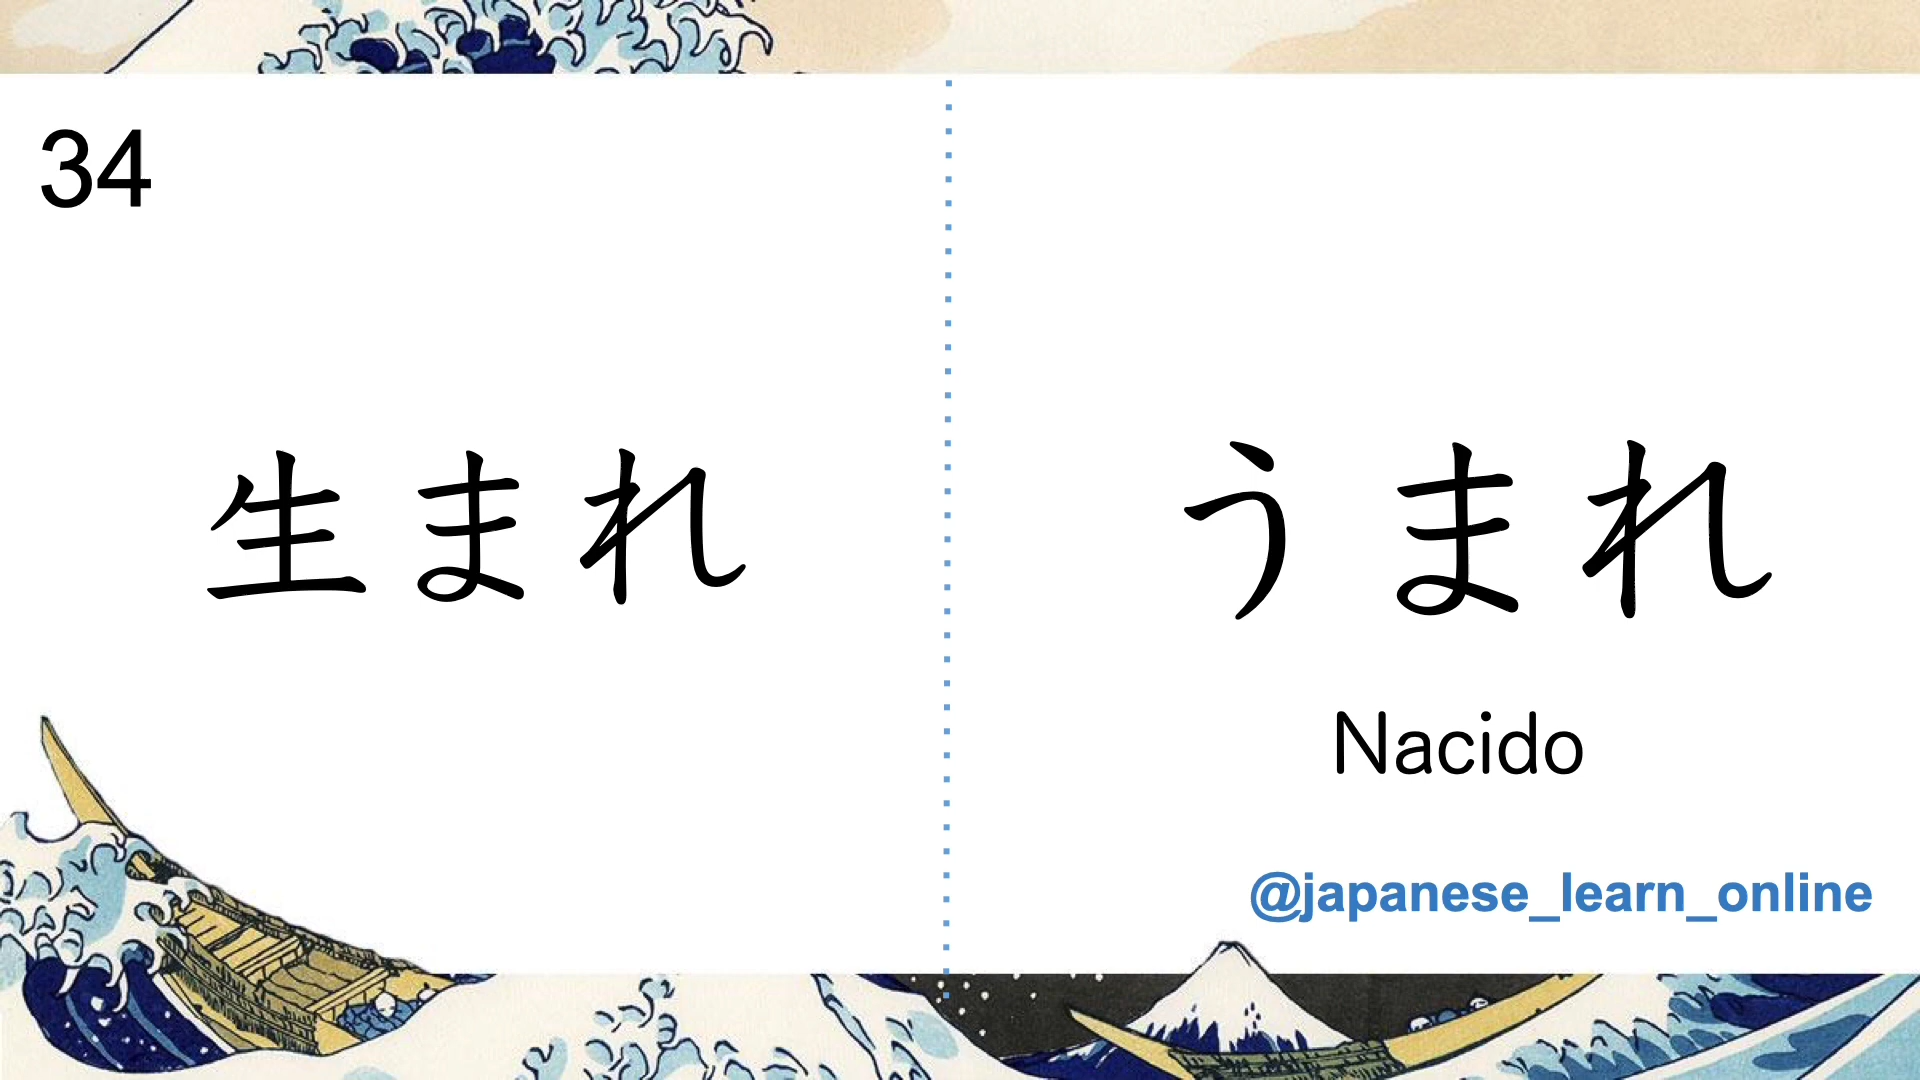 34
生まれ
うまれ
Nacido
@japanese_learn_online